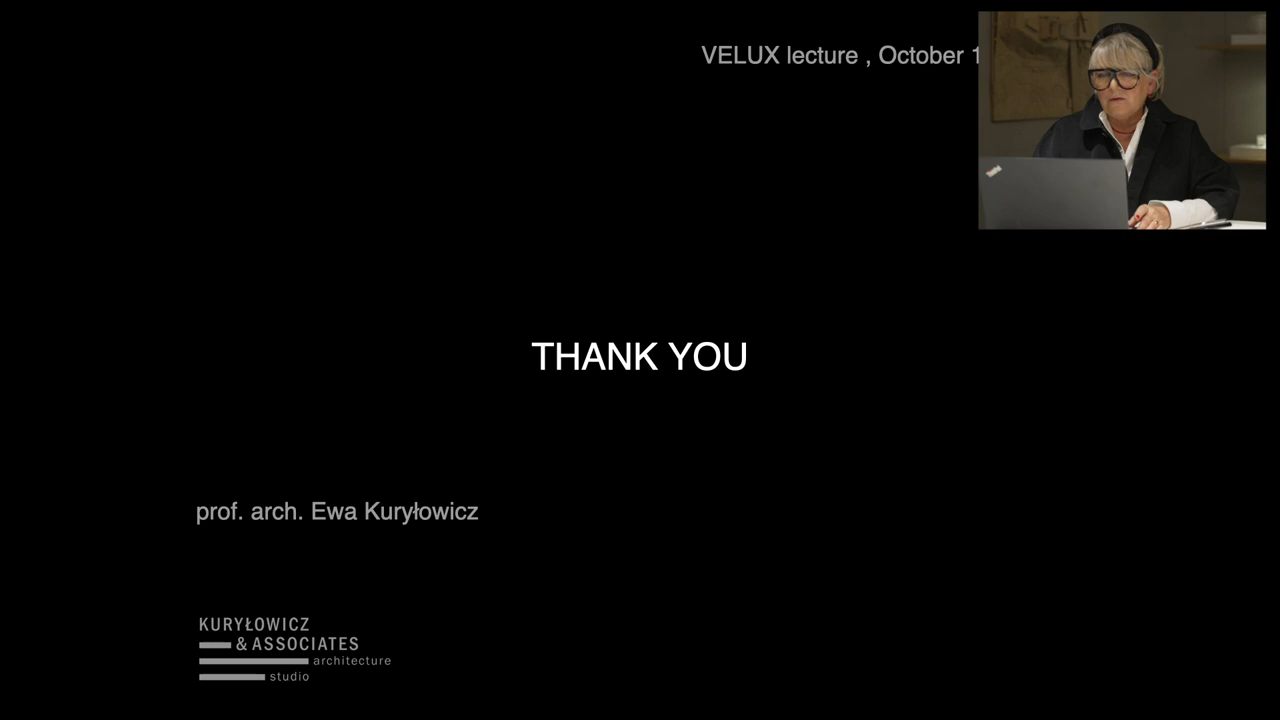 VELUX lecture , October 1
THANK YOU
prof. arch. Ewa Kuryłowicz
KURYŁOWICZ
& ASSOCIATES
architecture
studio